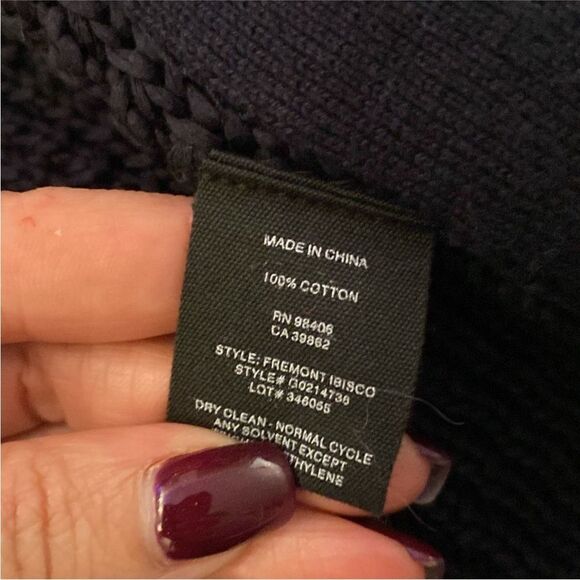 MADE IN CHINA
100% COTTON
RN 98406
CA 39862
STYLE: FREMONT IBISCO
STYLE# G0214736
LOT# 346055
DRY CLEAN - NORMAL CYCLE
ANY SOLVENT EXCEPT